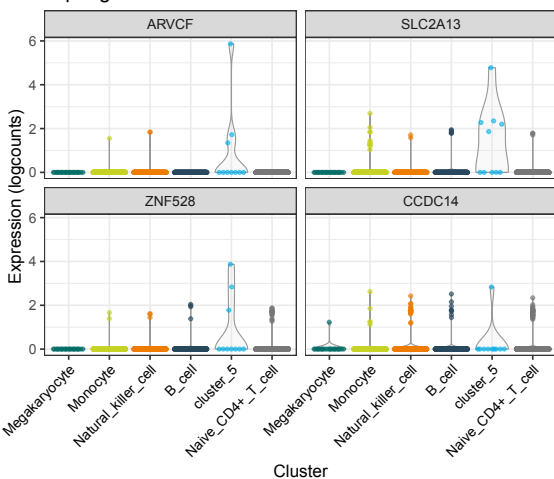 ARVCF SLC2A13
6
4
2
0
ZNF528 CCDC14
6
4
2
0
Expression (logcounts)
Megakaryocyte Monocyte Natural_killer_cell B_cell cluster_5 Naive_CD4+_T_cell Megakaryocyte Monocyte Natural_killer_cell B_cell cluster_5 Naive_CD4+_T_cell
Cluster